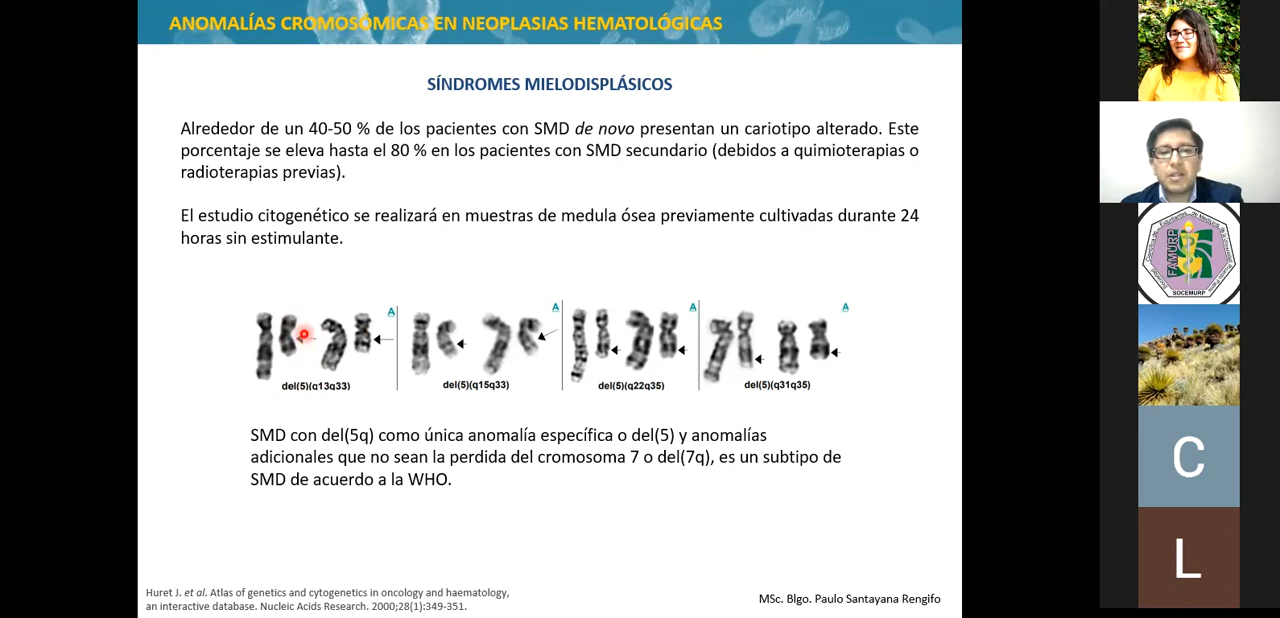 ANOMALÍAS CROMOSÓMICAS EN NEOPLASIAS HEMATOLÓGICAS
SÍNDROMES MIELODISPLÁSICOS
Alrededor de un 40-50 % de los pacientes con SMD de novo presentan un cariotipo alterado. Este
porcentaje se eleva hasta el 80 % en los pacientes con SMD secundario (debidos a quimioterapias o
radioterapias previas).
El estudio citogenético se realizará en muestras de medula ósea previamente cultivadas durante 24
horas sin estimulante.
A
A
A
A
del(5)(q13q33)
del(5)(q15q33)
del(5)(q22q35)
del(5)(q31q35)
SMD con del(5q) como única anomalía específica o del(5) y anomalías
adicionales que no sean la perdida del cromosoma 7 o del(7q), es un subtipo de
SMD de acuerdo a la WHO.
Huret J. et al. Atlas of genetics and cytogenetics in oncology and haematology,
an interactive database. Nucleic Acids Research. 2000;28(1):349-351.
MSc. Blgo. Paulo Santayana Rengifo
FAMURP
SOCEMURP
C
L